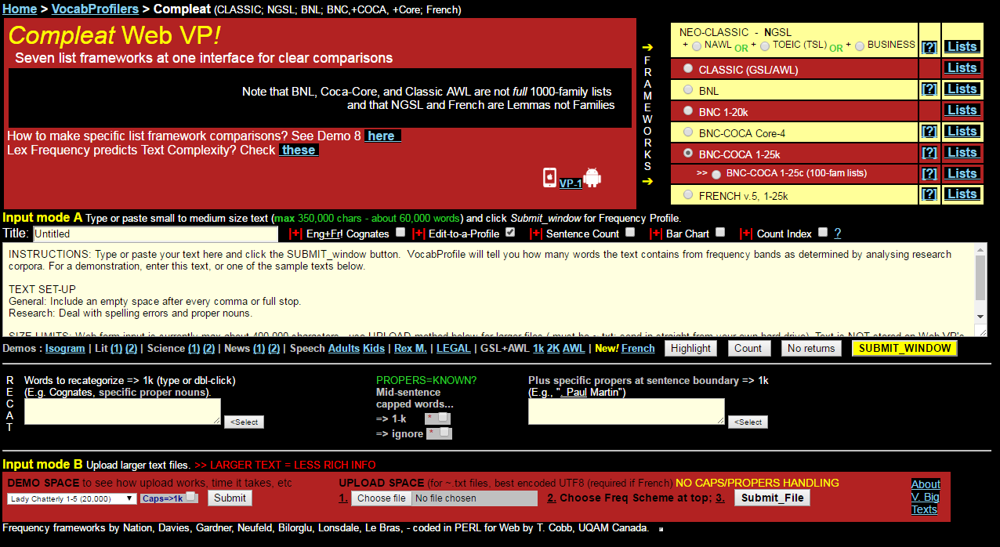 Home > VocabProfilers > Compleat (CLASSIC; NGSL; BNL; BNC,+COCA, +Core; French)
Compleat Web VP!
Seven list frameworks at one interface for clear comparisons
Note that BNL, Coca-Core, and Classic AWL are not full 1000-family lists
and that NGSL and French are Lemmas not Families
How to make specific list framework comparisons? See Demo 8 here
Lex Frequency predicts Text Complexity? Check these
VP-1
→
F
R
A
M
E
W
O
R
K
S
→
NEO-CLASSIC - NGSL
+ NAWL OR + TOEIC (TSL) OR + BUSINESS [?] Lists
CLASSIC (GSL/AWL) Lists
BNL [?] Lists
BNC 1-20k Lists
BNC-COCA Core-4 [?] Lists
BNC-COCA 1-25k [?] Lists
>> BNC-COCA 1-25c (100-fam lists) [?] Lists
FRENCH v.5, 1-25k [?] Lists
Input mode A Type or paste small to medium size text (max 350,000 chars - about 60,000 words) and click Submit_window for Frequency Profile.
Title: Untitled [+] Eng+Fr! Cognates [+] Edit-to-a-Profile [+] Sentence Count [+] Bar Chart [+] Count Index ?
INSTRUCTIONS: Type or paste your text here and click the SUBMIT_window button. VocabProfile will tell you how many words the text contains from frequency bands as determined by analysing research
corpora. For a demonstration, enter this text, or one of the sample texts below.
TEXT SET-UP
General: Include an empty space after every comma or full stop.
Research: Deal with spelling errors and proper nouns.
SIZE LIMITS: Web form input is currently max about 400,000 characters - use UPLOAD method below for larger files ( must be ~.txt; send in straight from your own hard drive). Text is NOT stored on Web VP's
Demos : Isogram | Lit (1) (2) | Science (1) (2) | News (1) (2) | Speech Adults Kids | Rex M. | LEGAL | GSL+AWL 1k 2K AWL | New! French Highlight Count No returns SUBMIT_WINDOW
R
E
C
A
T
Words to recategorize => 1k (type or dbl-click)
(E.g. Cognates, specific proper nouns).
<Select
PROPERS=KNOWN?
Mid-sentence
capped words...
=> 1-k *
=> ignore *
Plus specific propers at sentence boundary => 1k
(E.g., ". Paul Martin")
<Select
Input mode B Upload larger text files. >> LARGER TEXT = LESS RICH INFO
DEMO SPACE to see how upload works, time it takes, etc
Lady Chatterly 1-5 (20,000) Caps=>1k Submit
UPLOAD SPACE (for ~.txt files, best encoded UTF8 (required if French) NO CAPS/PROPERS HANDLING
1. Choose file No file chosen 2. Choose Freq Scheme at top; 3. Submit_File
About
V. Big
Texts
Frequency frameworks by Nation, Davies, Gardner, Neufeld, Bilorglu, Lonsdale, Le Bras, - coded in PERL for Web by T. Cobb, UQAM Canada.